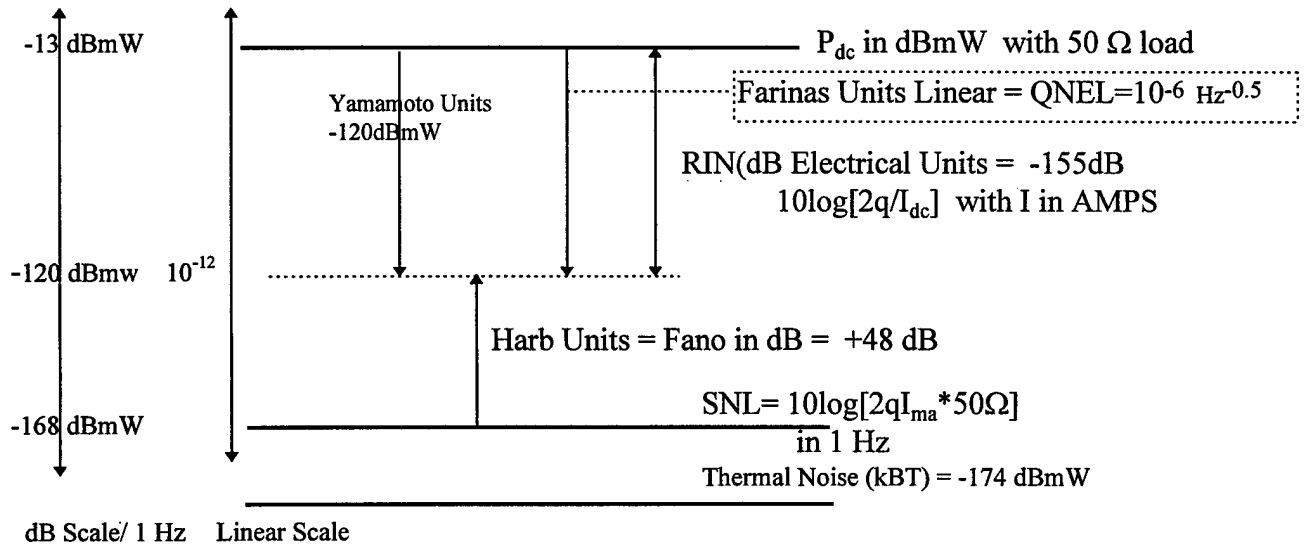 -13 dBmW
P_dc in dBmW with 50 Ω load
Farinas Units Linear = QNEL=10^-6 Hz^-0.5
Yamamoto Units
-120dBmW
RIN(dB Electrical Units = -155dB
10log[2q/I_dc] with I in AMPS
-120 dBmw 10^-12
Harb Units = Fano in dB = +48 dB
SNL= 10log[2qI_ma*50Ω]
-168 dBmW
in 1 Hz
Thermal Noise (kBT) = -174 dBmW
dB Scale/ 1 Hz Linear Scale